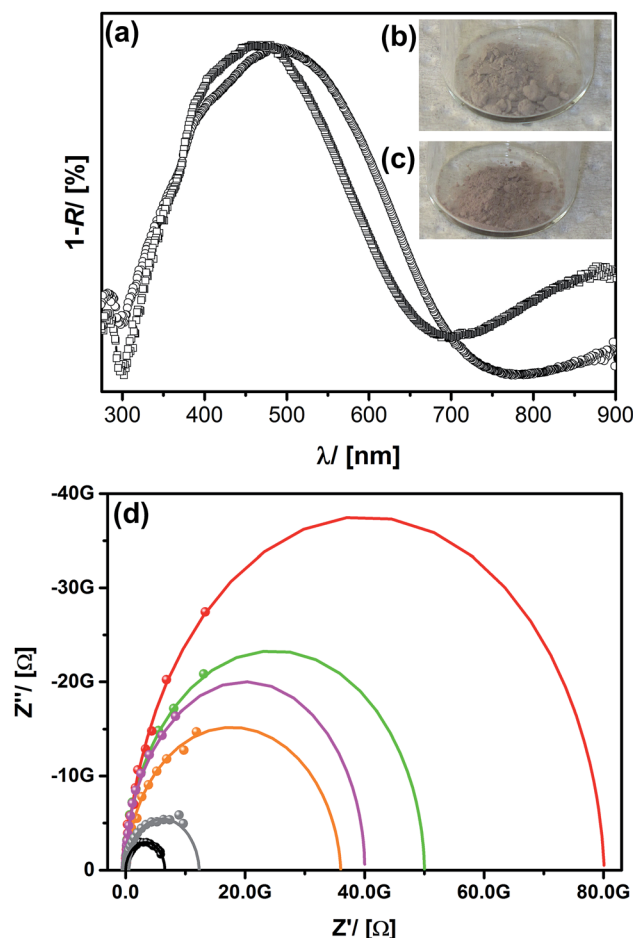 (a)
(b)
(c)
1-R/ [%]
300 400 500 600 700 800 900
λ/ [nm]
(d)
-40G
-30G
-20G
-10G
0
Z''/ [Ω]
0.0 20.0G 40.0G 60.0G 80.0G
Z'/ [Ω]